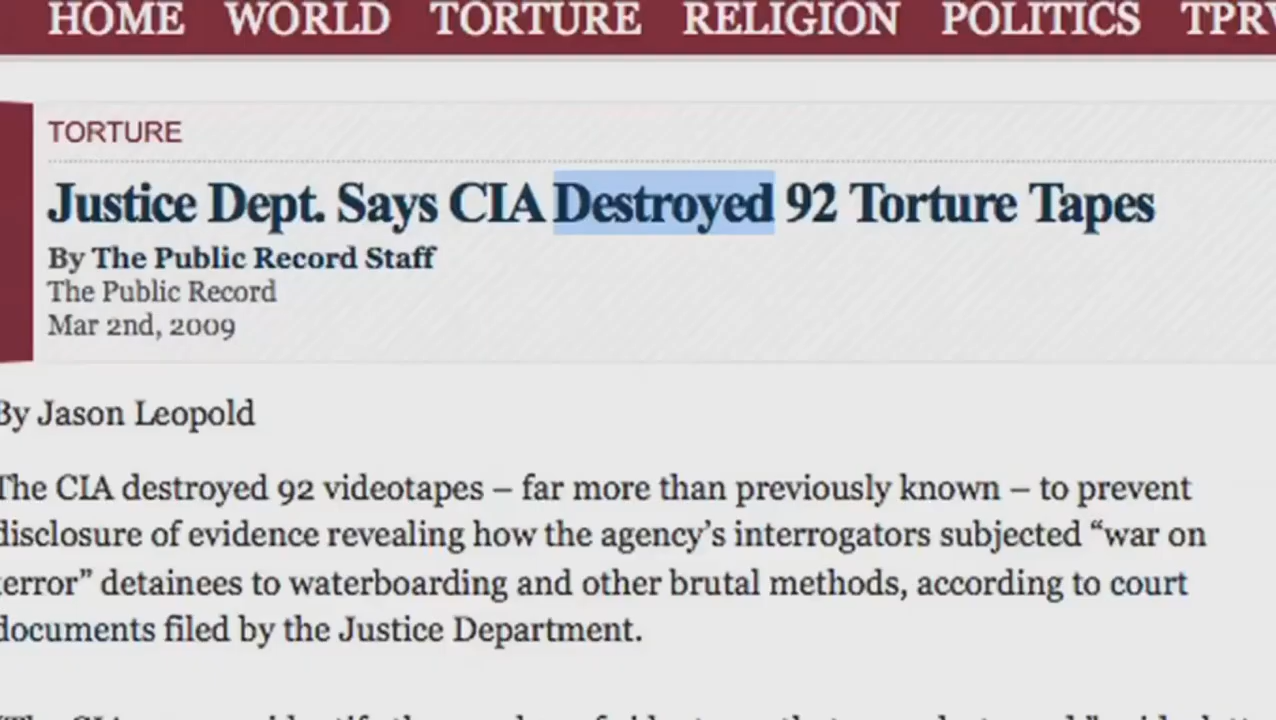 HOME WORLD TORTURE RELIGION POLITICS TPR
TORTURE
Justice Dept. Says CIA Destroyed 92 Torture Tapes
By The Public Record Staff
The Public Record
Mar 2nd, 2009
By Jason Leopold
The CIA destroyed 92 videotapes – far more than previously known – to prevent
disclosure of evidence revealing how the agency’s interrogators subjected “war on
terror” detainees to waterboarding and other brutal methods, according to court
documents filed by the Justice Department.